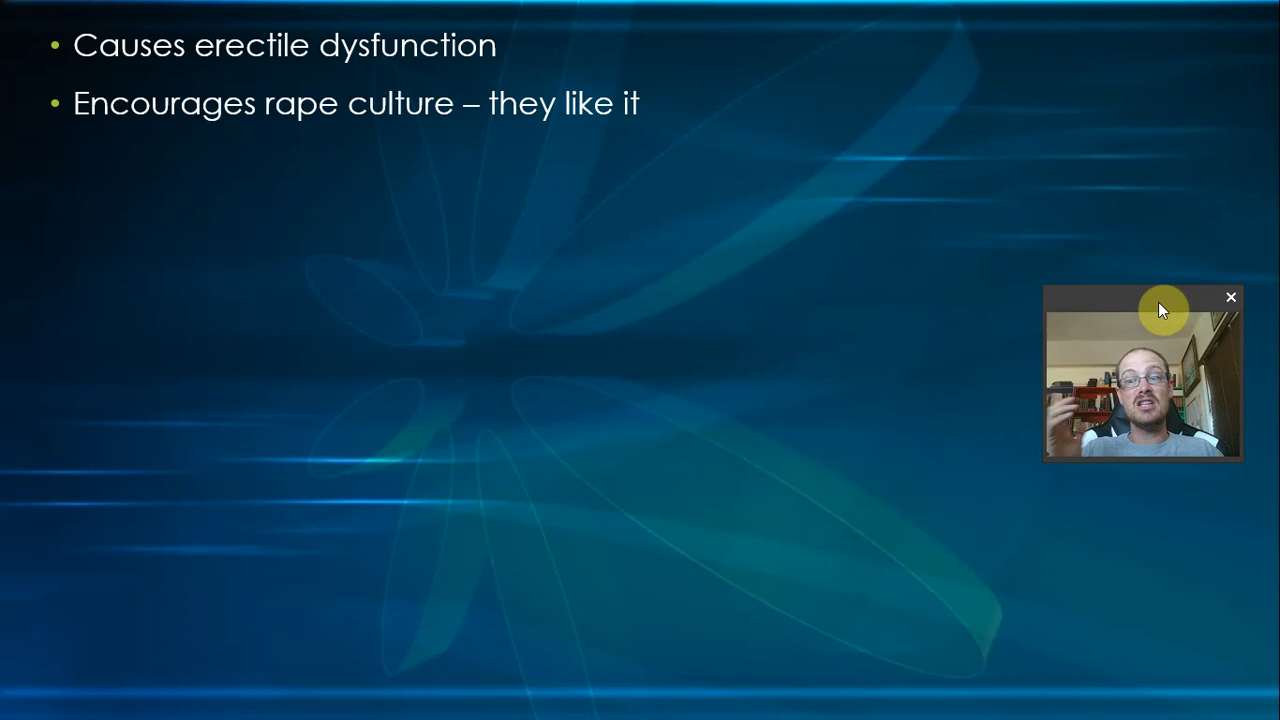 • Causes erectile dysfunction
• Encourages rape culture – they like it